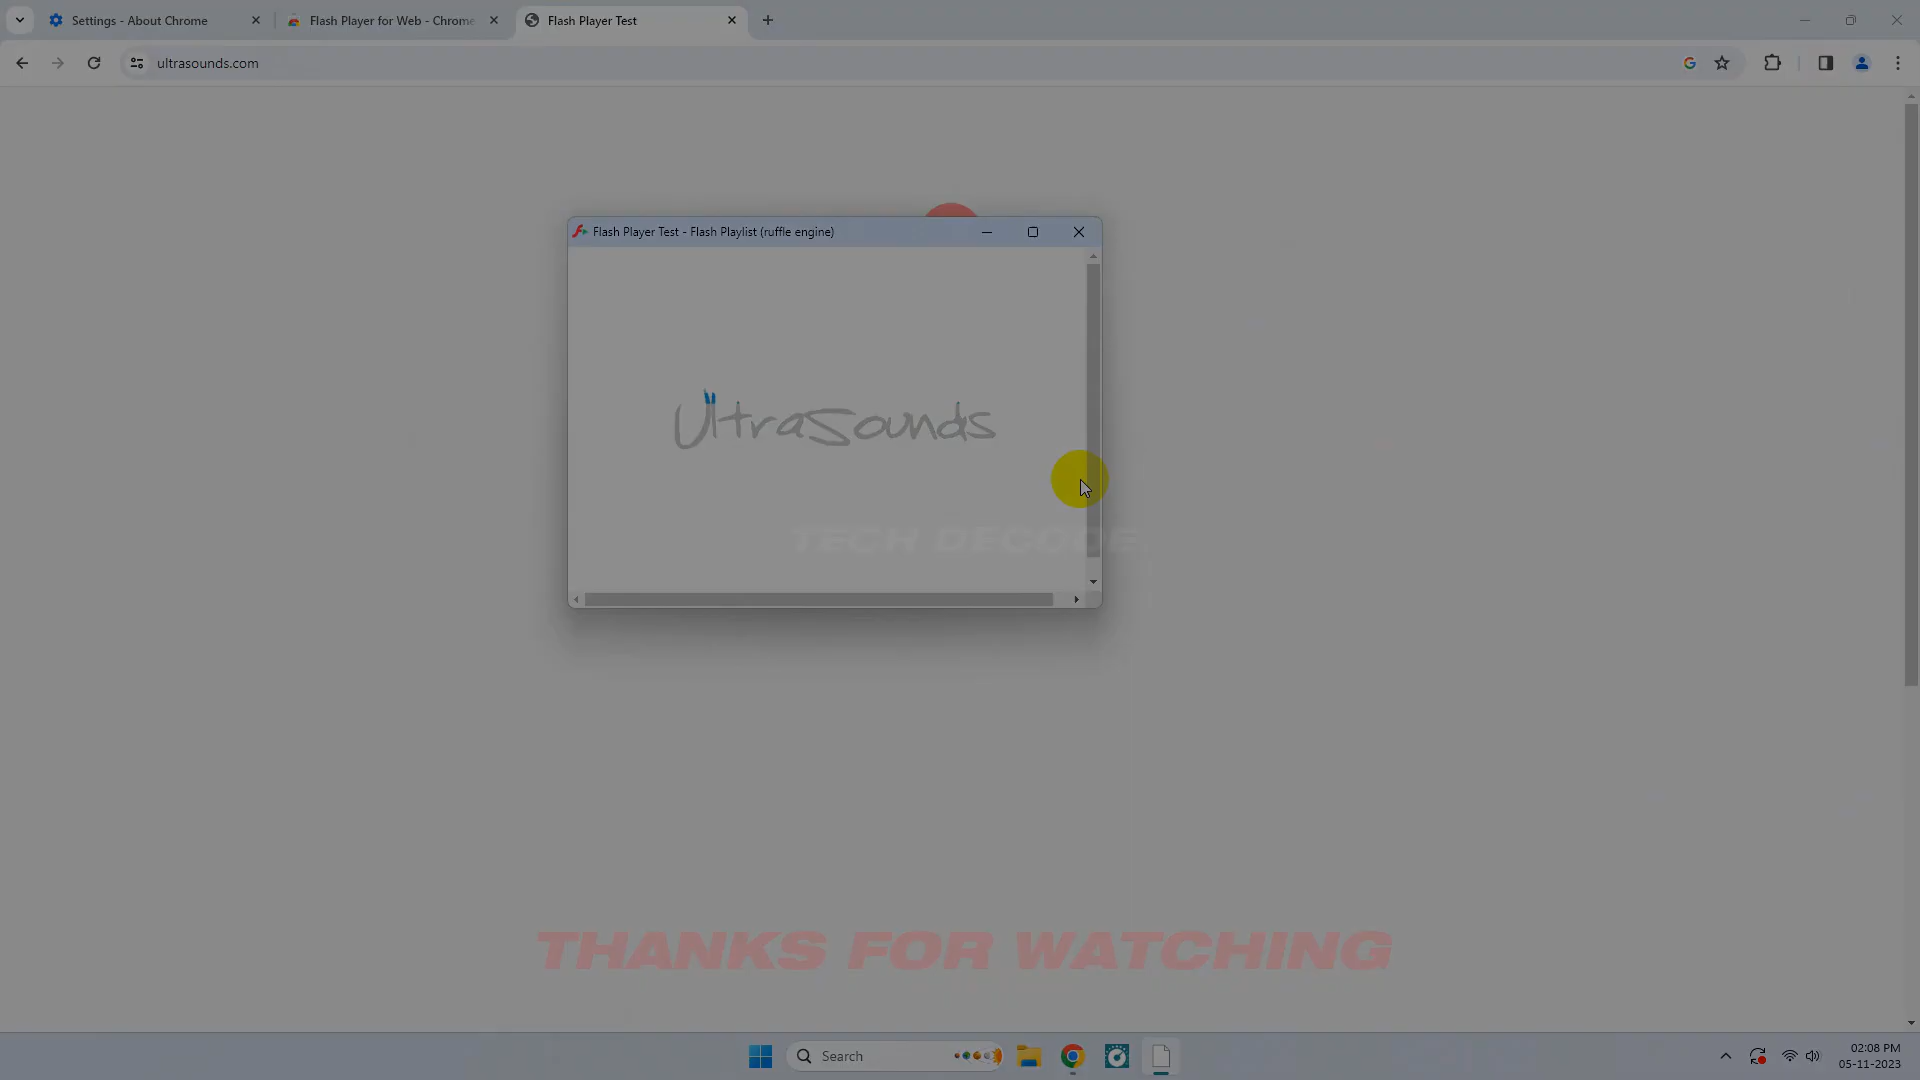 Settings - About Chrome
Flash Player for Web - Chrome
Flash Player Test
ultrasounds.com
Flash Player Test - Flash Playlist (ruffle engine)
UltraSounds
TECH DECODE
THANKS FOR WATCHING
Search
02:08 PM
05-11-2023